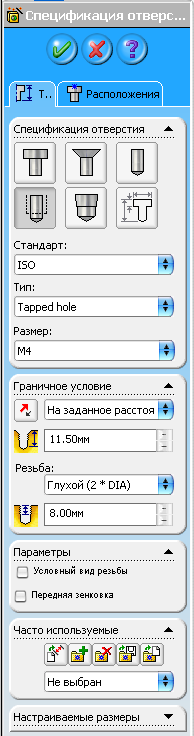 Спецификация отверс...
Т..
Расположения
Спецификация отверстия
Стандарт:
ISO
Тип:
Tapped hole
Размер:
M4
Граничное условие
На заданное расстоя
11.50мм
Резьба:
Глухой (2 * DIA)
8.00мм
Параметры
Условный вид резьбы
Передняя зенковка
Часто используемые
Не выбран
Настраиваемые размеры